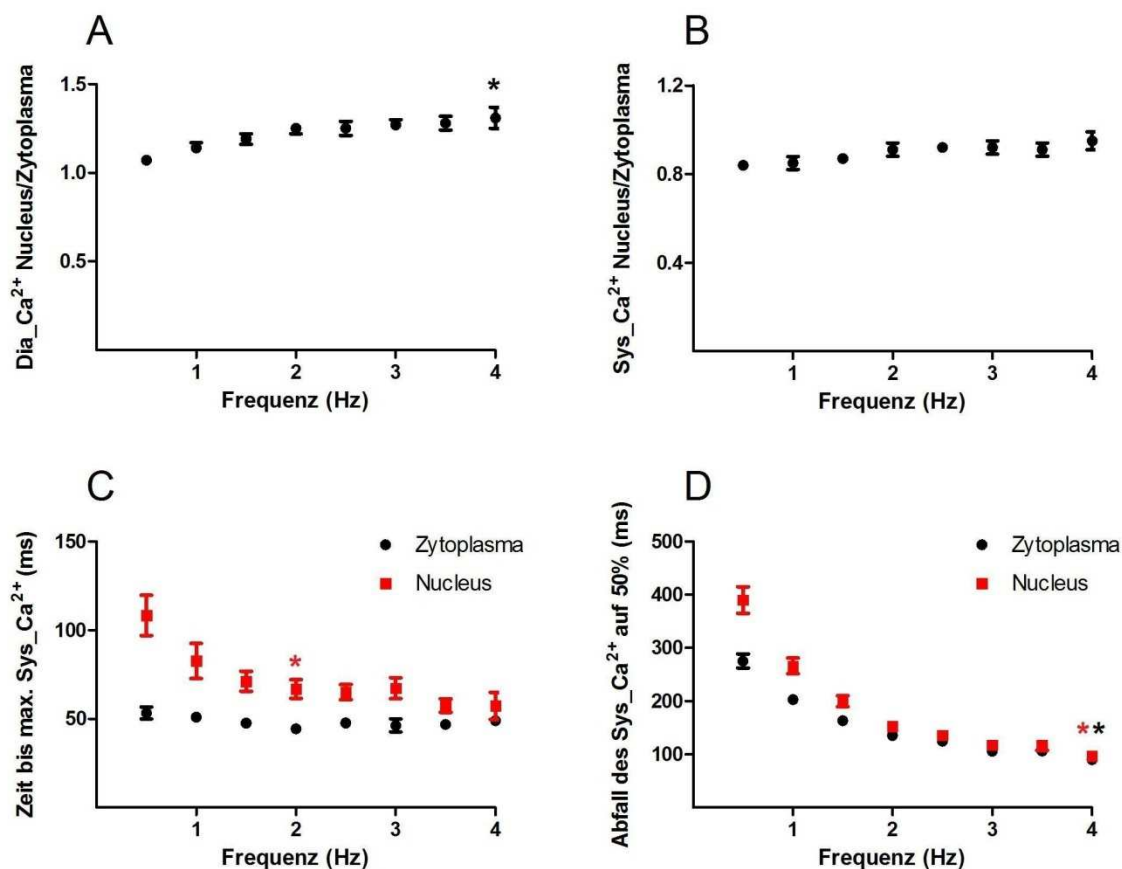 A
Dia_Ca²⁺ Nucleus/Zytoplasma
1.5
1.0
0.5
*
1 2 3 4
Frequenz (Hz)
B
Sys_Ca²⁺ Nucleus/Zytoplasma
1.2
0.8
0.4
1 2 3 4
Frequenz (Hz)
C
Zeit bis max. Sys_Ca²⁺ (ms)
150
100
50
Zytoplasma
Nucleus
*
1 2 3 4
Frequenz (Hz)
D
Abfall des Sys_Ca²⁺ auf 50% (ms)
500
400
300
200
100
Zytoplasma
Nucleus
**
1 2 3 4
Frequenz (Hz)